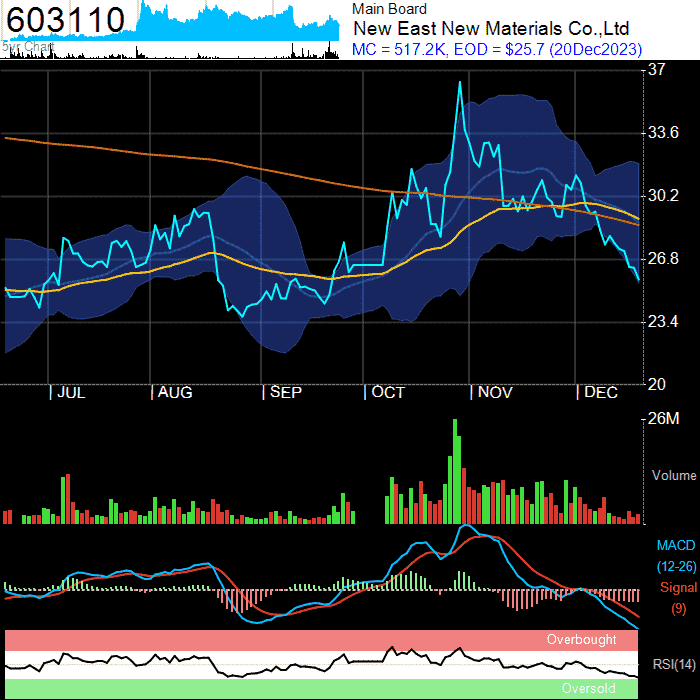 603110
5yr Chart
Main Board
New East New Materials Co.,Ltd
MC = 517.2K, EOD = $25.7 (20Dec2023)
37
33.6
30.2
26.8
23.4
20
| JUL | AUG | SEP | OCT | NOV | DEC
26M
Volume
MACD
(12-26)
Signal
(9)
Overbought
RSI(14)
Oversold